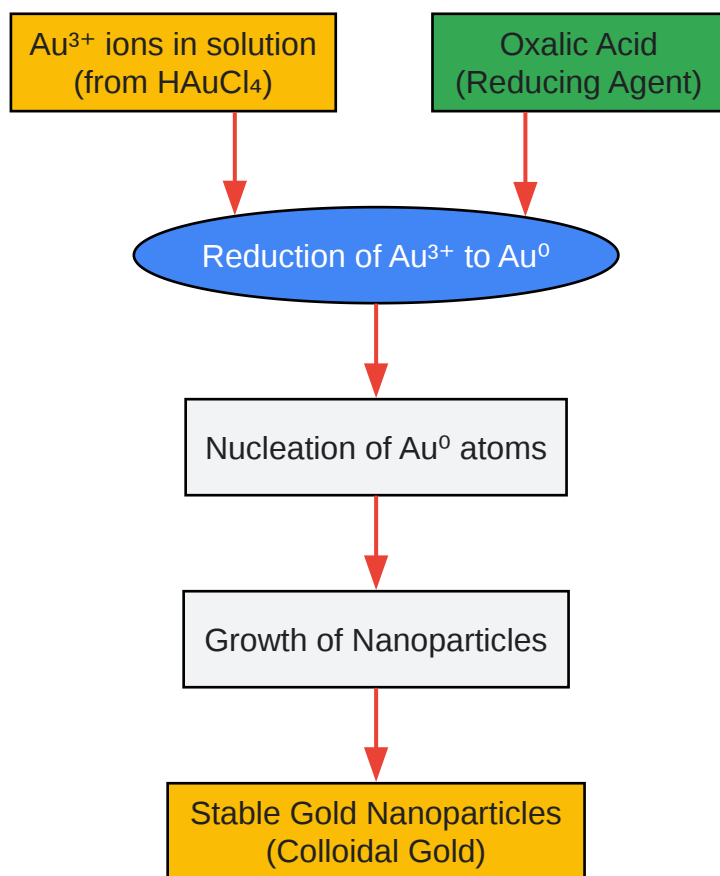 Au³⁺ ions in solution
(from HAuCl₄)
Oxalic Acid
(Reducing Agent)
Reduction of Au³⁺ to Au⁰
Nucleation of Au⁰ atoms
Growth of Nanoparticles
Stable Gold Nanoparticles
(Colloidal Gold)